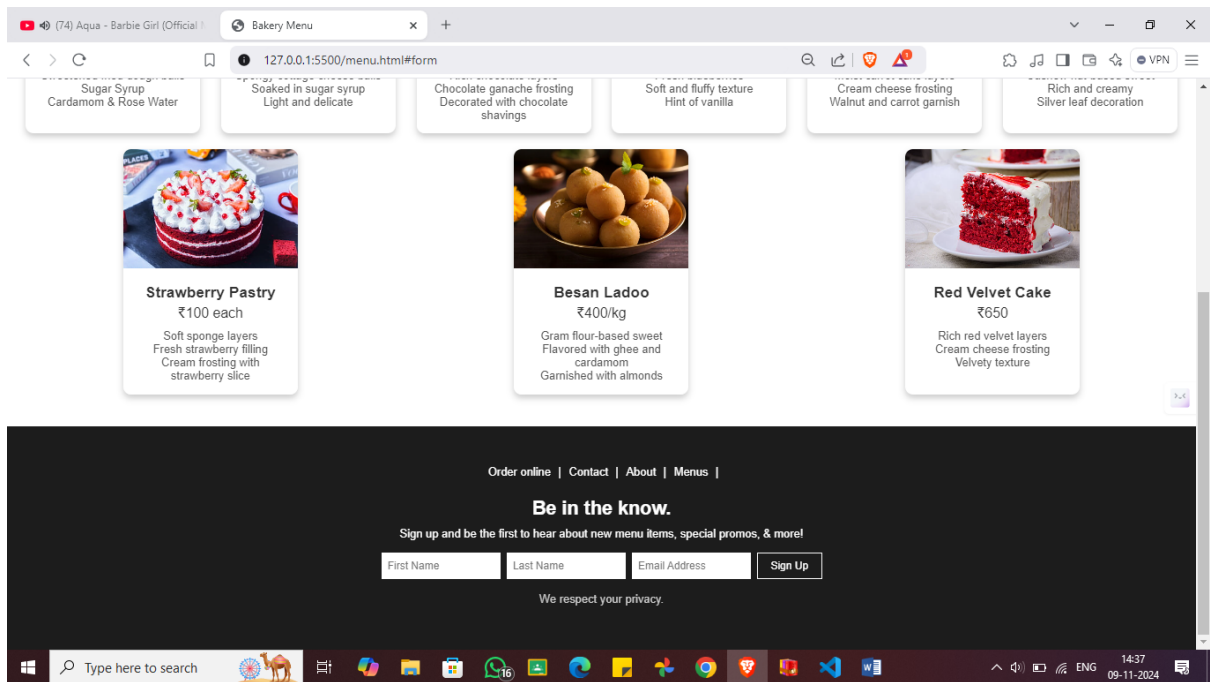 (74) Aqua - Barbie Girl (Official
Bakery Menu
127.0.0.1:5500/menu.html#form
VPN
Sugar Syrup
Cardamom & Rose Water
Soaked in sugar syrup
Light and delicate
Chocolate ganache frosting
Decorated with chocolate
shavings
Soft and fluffy texture
Hint of vanilla
Cream cheese frosting
Walnut and carrot garnish
Rich and creamy
Silver leaf decoration
PLACES
Strawberry Pastry
₹100 each
Soft sponge layers
Fresh strawberry filling
Cream frosting with
strawberry slice
Besan Ladoo
₹400/kg
Gram flour-based sweet
Flavored with ghee and
cardamom
Garnished with almonds
Red Velvet Cake
₹650
Rich red velvet layers
Cream cheese frosting
Velvety texture
Order online | Contact | About | Menus |
Be in the know.
Sign up and be the first to hear about new menu items, special promos, & more!
First Name
Last Name
Email Address
Sign Up
We respect your privacy.
Type here to search
16
ENG
14:37
09-11-2024